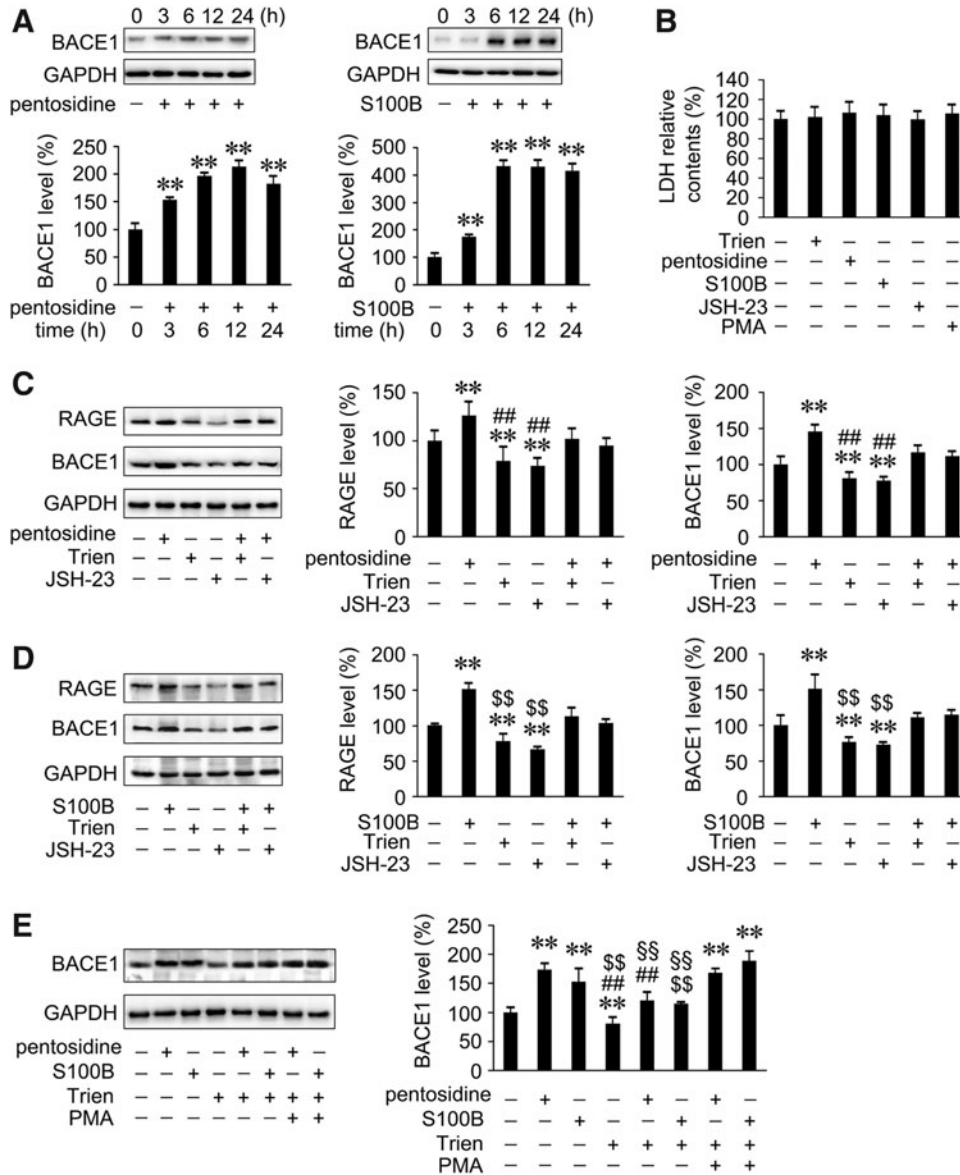 A
0 3 6 12 24 (h)
BACE1
GAPDH
pentosidine − + + + +
BACE1 level (%)
250
200
150
100
50
0
** ** ** **
pentosidine − + + + +
time (h) 0 3 6 12 24
0 3 6 12 24 (h)
BACE1
GAPDH
S100B − + + + +
BACE1 level (%)
500
400
300
200
100
0
** ** ** **
S100B − + + + +
time (h) 0 3 6 12 24
B
LDH relative
contents (%)
140
120
100
80
60
40
20
0
Trien − + − − − −
pentosidine − − + − − −
S100B − − − + − −
JSH-23 − − − − + −
PMA − − − − − +
C
RAGE
BACE1
GAPDH
pentosidine − + − − + +
Trien − − + − + −
JSH-23 − − − + − +
RAGE level (%)
150
100
50
0
** ## ##
** **
pentosidine − + − − + +
Trien − − + − + −
JSH-23 − − − + − +
BACE1 level (%)
200
150
100
50
0
** ## ##
** **
pentosidine − + − − + +
Trien − − + − + −
JSH-23 − − − + − +
D
RAGE
BACE1
GAPDH
S100B − + − − + +
Trien − − + − + −
JSH-23 − − − + − +
RAGE level (%)
200
150
100
50
0
** $$ $$
** **
S100B − + − − + +
Trien − − + − + −
JSH-23 − − − + − +
BACE1 level (%)
200
150
100
50
0
** $$ $$
** **
S100B − + − − + +
Trien − − + − + −
JSH-23 − − − + − +
E
BACE1
GAPDH
pentosidine − + − − + − + −
S100B − − + − − + − +
Trien − − − + + + + +
PMA − − − − − − + +
BACE1 level (%)
250
200
150
100
50
0
** ** $$ §§ §§ ** **
## ## $$
**
pentosidine − + − − + − + −
S100B − − + − − + − +
Trien − − − + + + + +
PMA − − − − − − + +